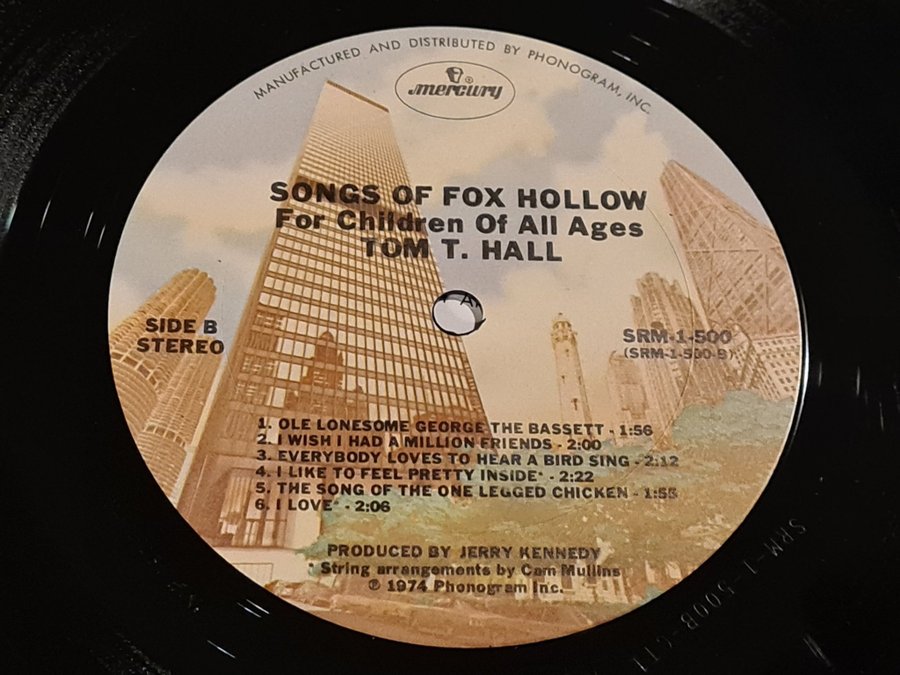 MANUFACTURED AND DISTRIBUTED BY PHONOGRAM, INC.
mercury®
SONGS OF FOX HOLLOW
For Children Of All Ages
TOM T. HALL
SIDE B
STEREO
SRM-1-500
(SRM-1-500-B)
1. OLE LONESOME GEORGE THE BASSETT - 1:56
2. I WISH I HAD A MILLION FRIENDS - 2:00
3. EVERYBODY LOVES TO HEAR A BIRD SING - 2:12
4. I LIKE TO FEEL PRETTY INSIDE* - 2:22
5. THE SONG OF THE ONE LEGGED CHICKEN - 1:55
6. I LOVE* - 2:06
PRODUCED BY JERRY KENNEDY
* String arrangements by Cam Mullins
℗ 1974 Phonogram Inc.